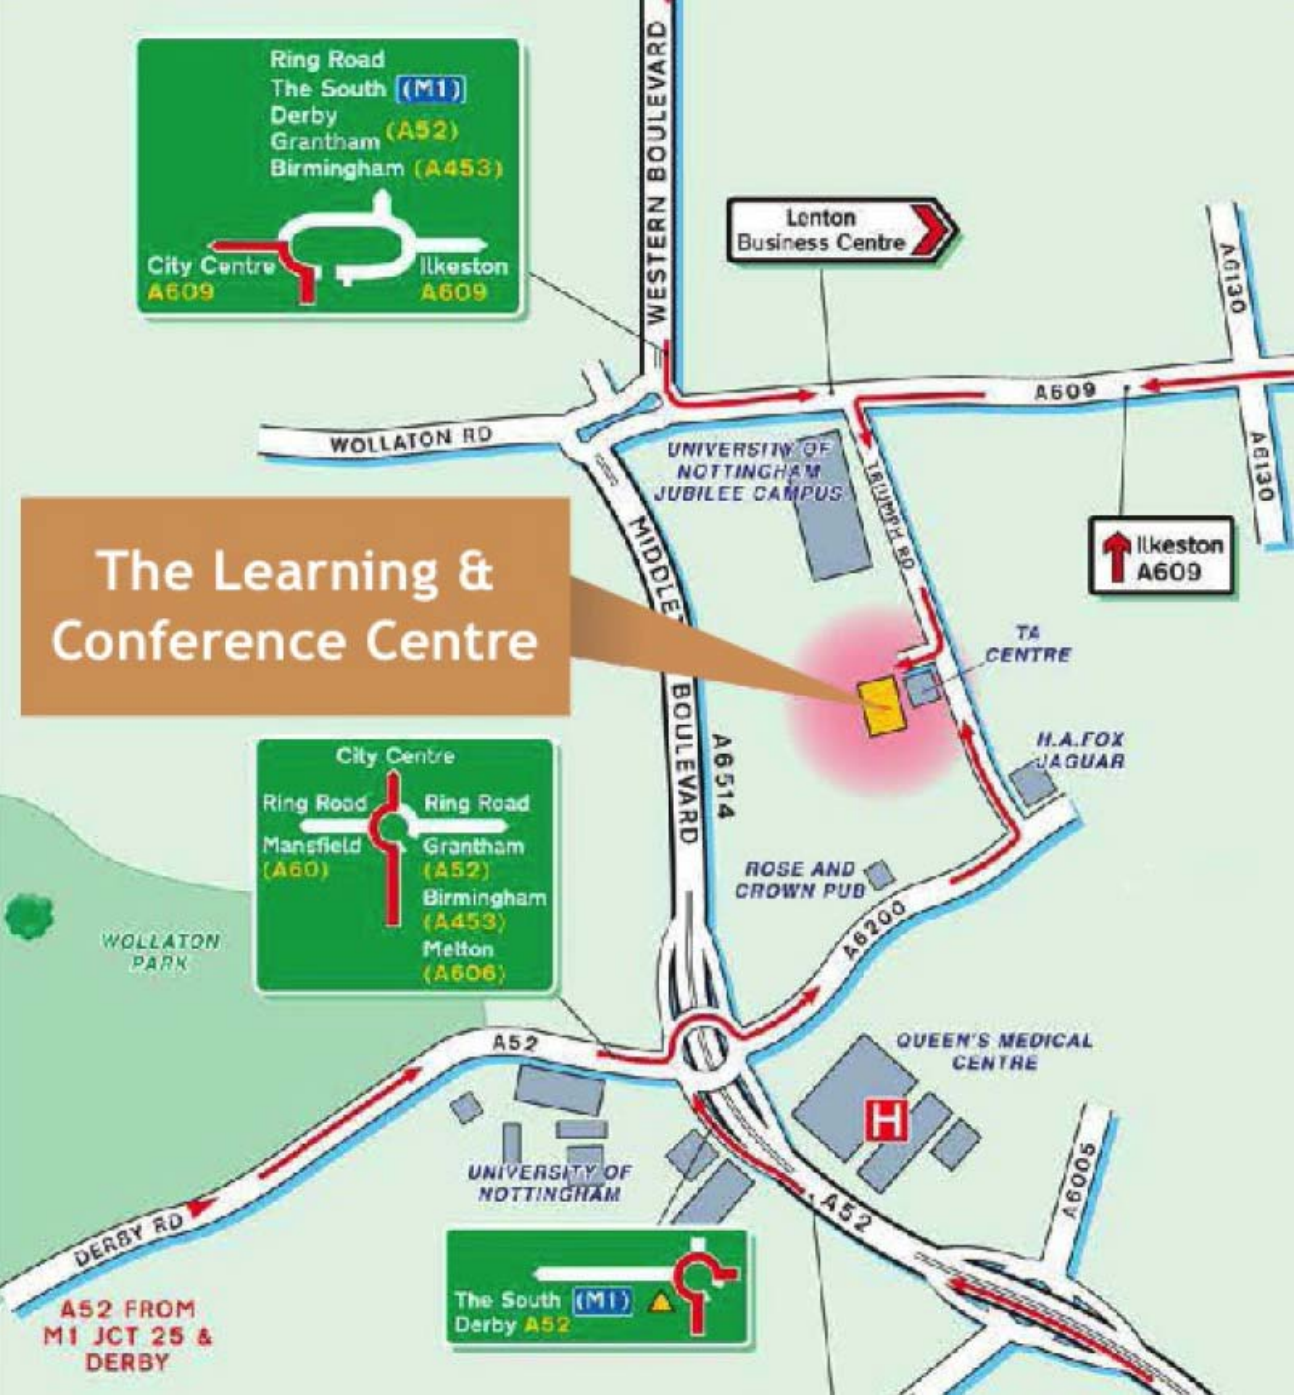 Ring Road
The South (M1)
Derby
Grantham (A52)
Birmingham (A453)
City Centre
A609
Ilkeston
A609
WESTERN BOULEVARD
Lenton
Business Centre
A6130
A609
WOLLATON RD
UNIVERSITY OF
NOTTINGHAM
JUBILEE CAMPUS
TRIUMPH RD
A6130
Ilkeston
A609
The Learning &
Conference Centre
MIDDLETON BOULEVARD
A6514
TA
CENTRE
H.A.FOX
JAGUAR
City Centre
Ring Road
Mansfield
(A60)
Ring Road
Grantham
(A52)
Birmingham
(A453)
Melton
(A606)
ROSE AND
CROWN PUB
A6200
WOLLATON
PARK
A52
QUEEN'S MEDICAL
CENTRE
H
UNIVERSITY OF
NOTTINGHAM
A6005
A52
DERBY RD
The South (M1)
Derby A52
A52 FROM
M1 JCT 25 &
DERBY